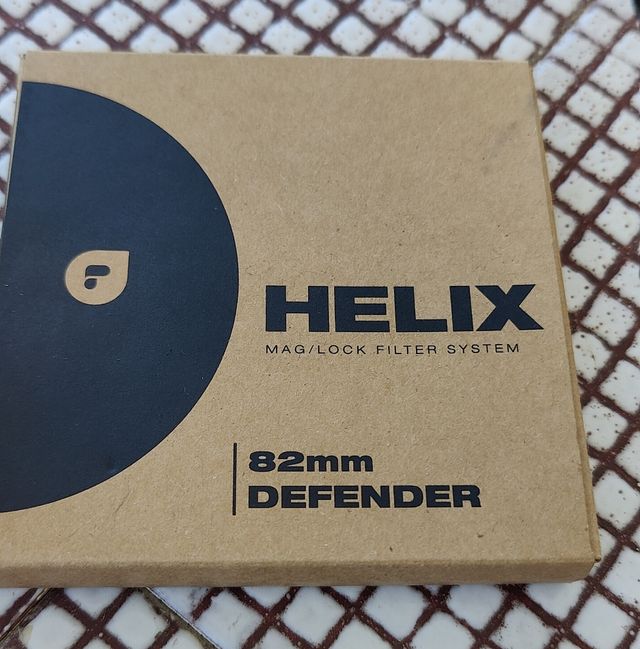 HELIX
MAG/LOCK FILTER SYSTEM
82mm
DEFENDER